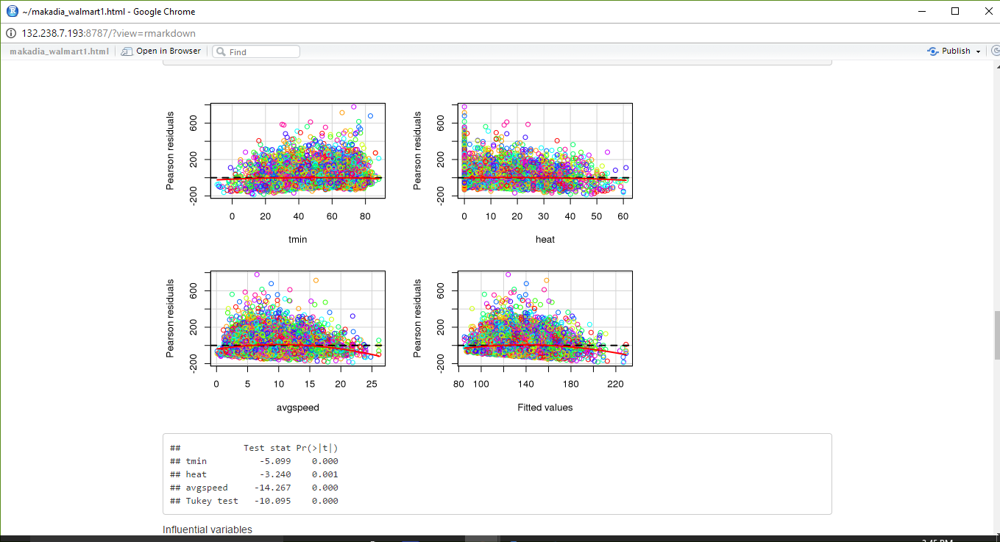 ~/makadia_walmart1.html - Google Chrome
132.238.7.193:8787/?view=rmarkdown
makadia_walmart1.html Open in Browser Find Publish
Pearson residuals
-200 200 600
0 20 40 60 80
tmin
Pearson residuals
-200 200 600
0 10 20 30 40 50 60
heat
Pearson residuals
-200 200 600
0 5 10 15 20 25
avgspeed
Pearson residuals
-200 200 600
80 100 140 180 220
Fitted values
## Test stat Pr(>|t|)
## tmin -5.099 0.000
## heat -3.240 0.001
## avgspeed -14.267 0.000
## Tukey test -10.095 0.000
Influential variables